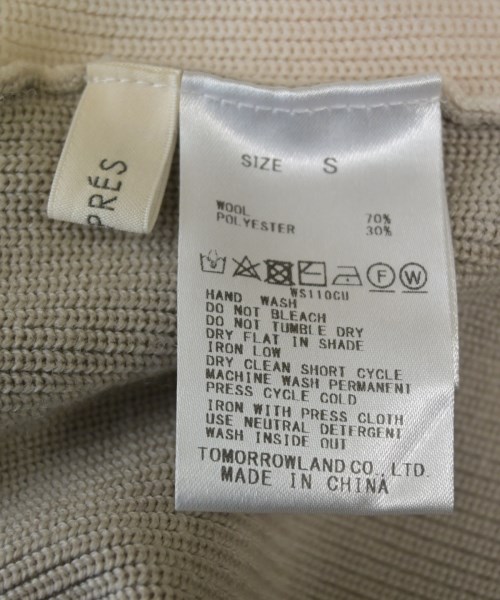 PRÉS
SIZE S
WOOL 70%
POLYESTER 30%
F W
WS110GU
HAND WASH
DO NOT BLEACH
DO NOT TUMBLE DRY
DRY FLAT IN SHADE
IRON LOW
DRY CLEAN SHORT CYCLE
MACHINE WASH PERMANENT
PRESS CYCLE COLD
IRON WITH PRESS CLOTH
USE NEUTRAL DETERGENT
WASH INSIDE OUT
TOMORROWLAND CO., LTD.
MADE IN CHINA